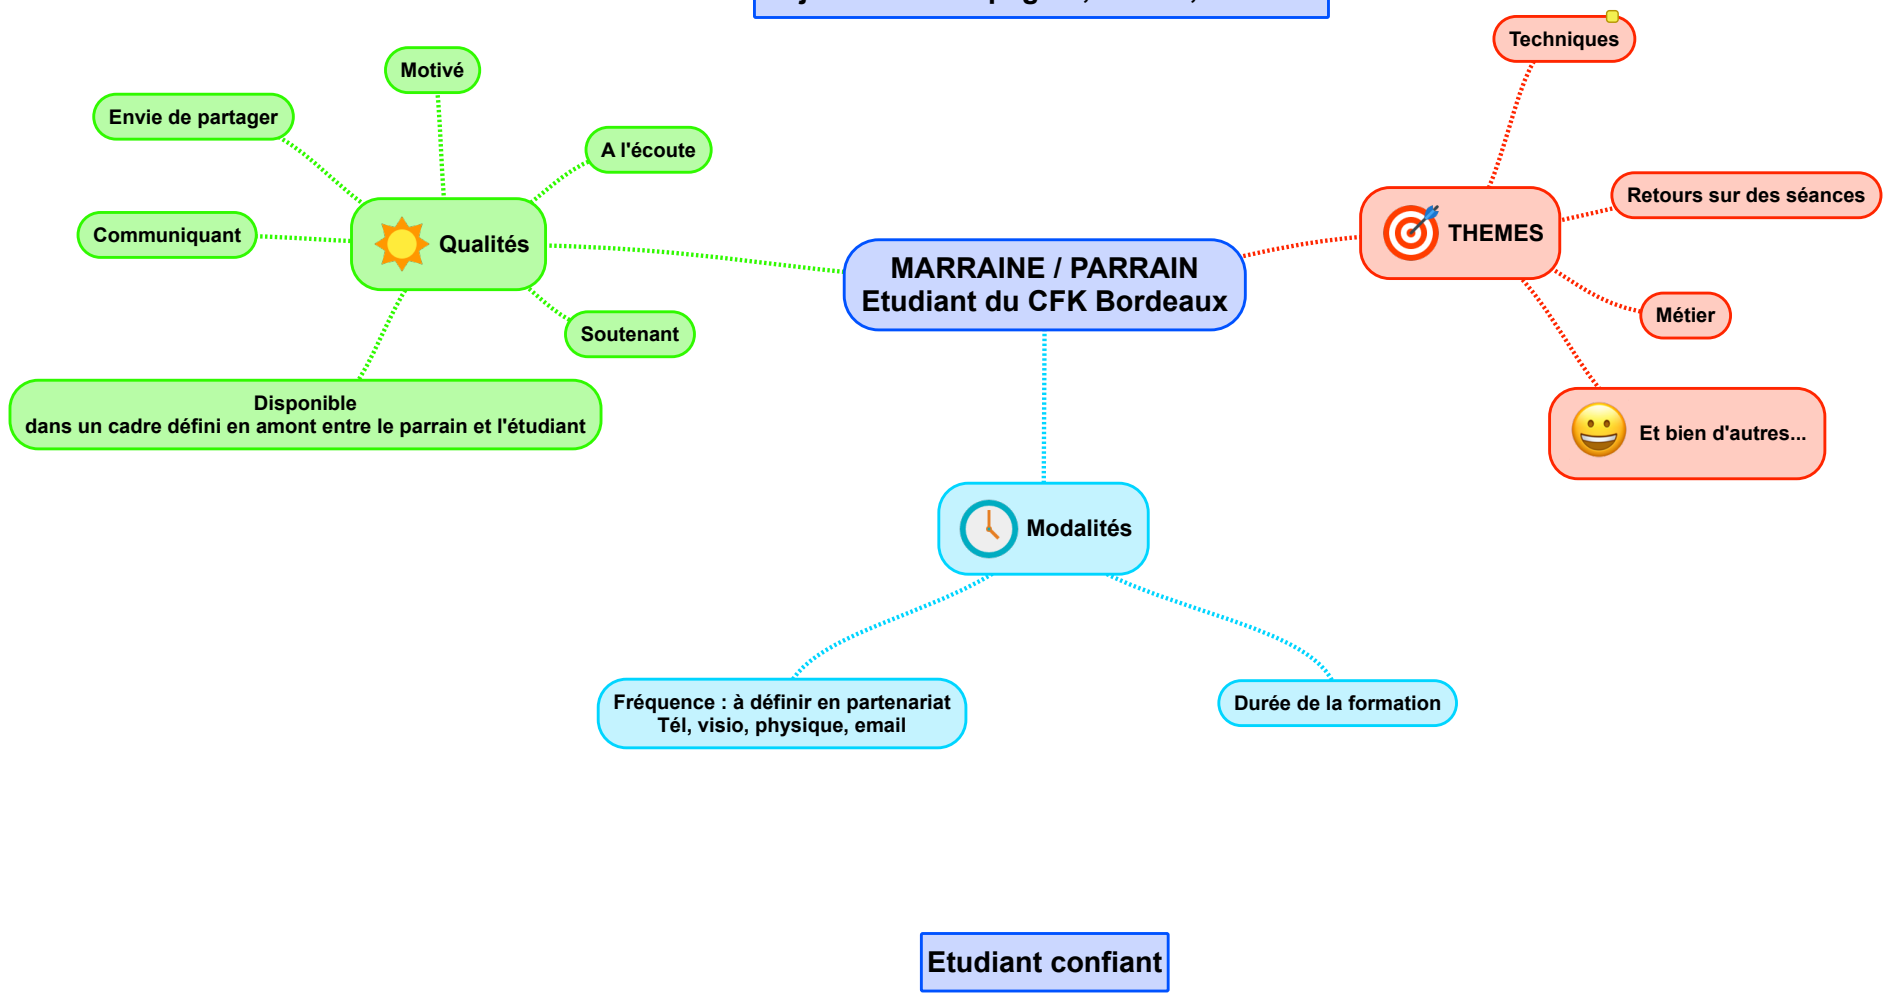 Techniques
Motivé
Envie de partager
A l'écoute
Retours sur des séances
Communiquant
Qualités
THEMES
MARRAINE / PARRAIN
Etudiant du CFK Bordeaux
Métier
Soutenant
Disponible
dans un cadre défini en amont entre le parrain et l'étudiant
Et bien d'autres...
Modalités
Fréquence : à définir en partenariat
Tél, visio, physique, email
Durée de la formation
Etudiant confiant